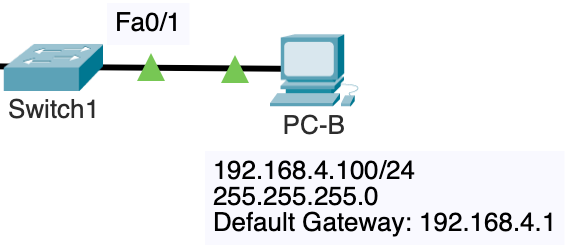 Fa0/1
Switch1
PC-B
192.168.4.100/24
255.255.255.0
Default Gateway: 192.168.4.1